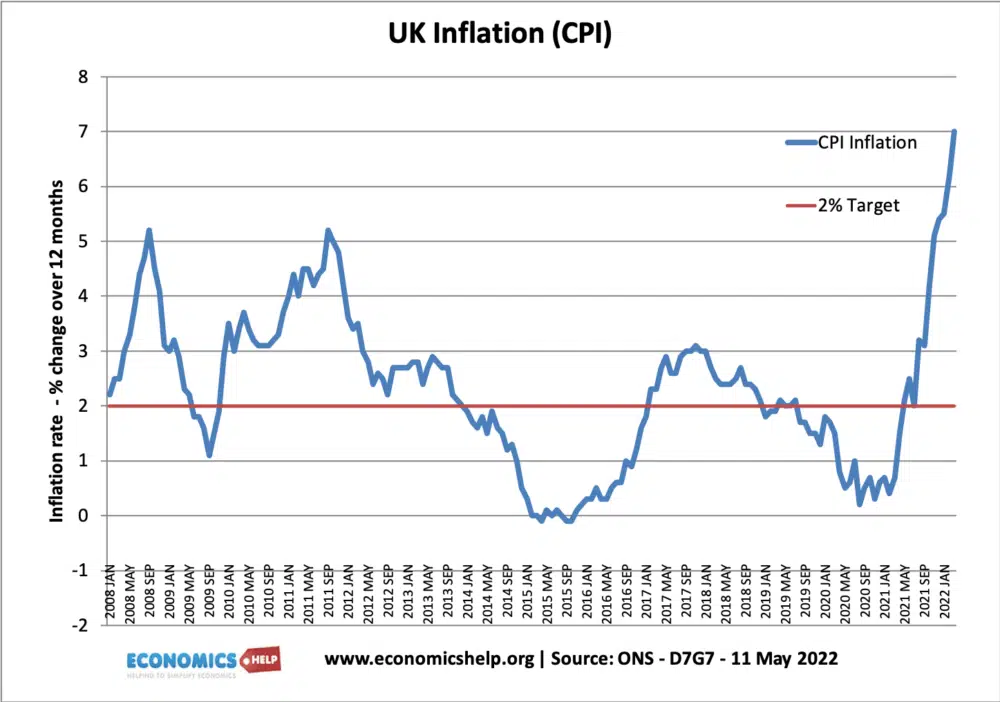 UK Inflation (CPI)
Inflation rate - % change over 12 months
8
7
6
5
4
3
2
1
0
-1
-2
CPI Inflation
2% Target
2008 JAN
2008 MAY
2008 SEP
2009 JAN
2009 MAY
2009 SEP
2010 JAN
2010 MAY
2010 SEP
2011 JAN
2011 MAY
2011 SEP
2012 JAN
2012 MAY
2012 SEP
2013 JAN
2013 MAY
2013 SEP
2014 JAN
2014 MAY
2014 SEP
2015 JAN
2015 MAY
2015 SEP
2016 JAN
2016 MAY
2016 SEP
2017 JAN
2017 MAY
2017 SEP
2018 JAN
2018 MAY
2018 SEP
2019 JAN
2019 MAY
2019 SEP
2020 JAN
2020 MAY
2020 SEP
2021 JAN
2021 MAY
2021 SEP
2022 JAN
ECONOMICS HELP
HELPING TO SIMPLIFY ECONOMICS
www.economicshelp.org | Source: ONS - D7G7 - 11 May 2022